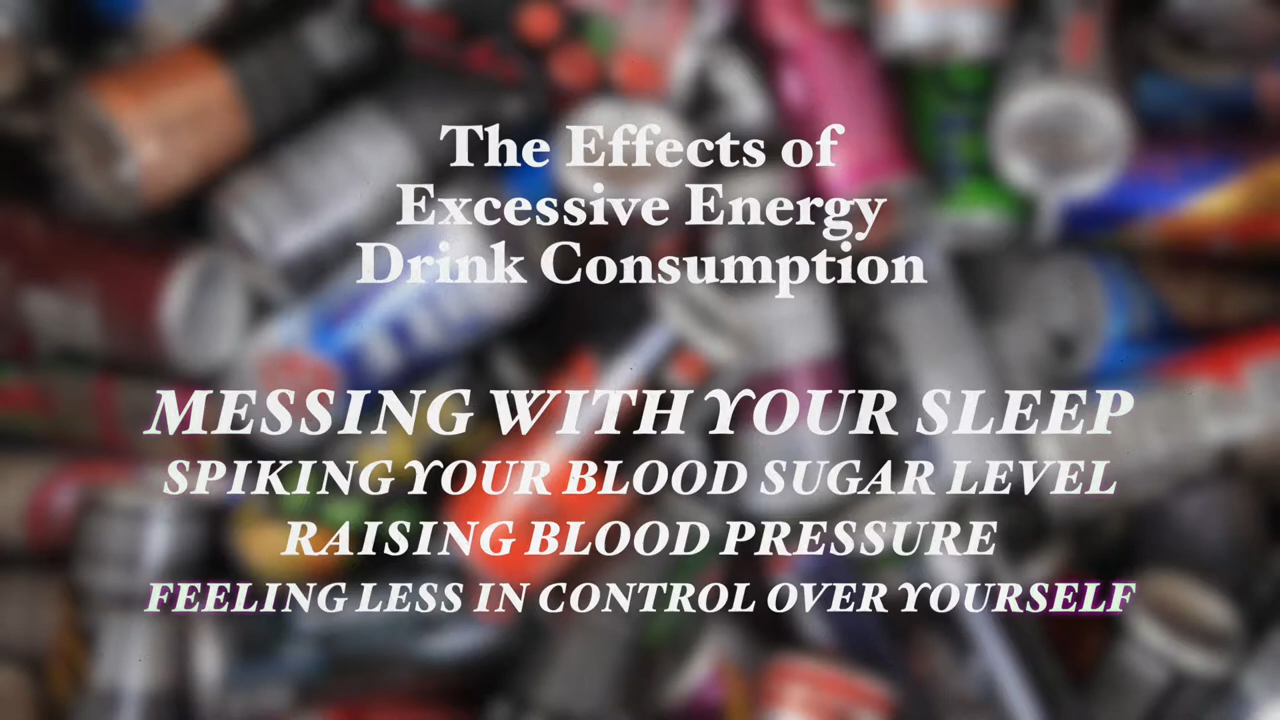 The Effects of
Excessive Energy
Drink Consumption
MESSING WITH YOUR SLEEP
SPIKING YOUR BLOOD SUGAR LEVEL
RAISING BLOOD PRESSURE
FEELING LESS IN CONTROL OVER YOURSELF